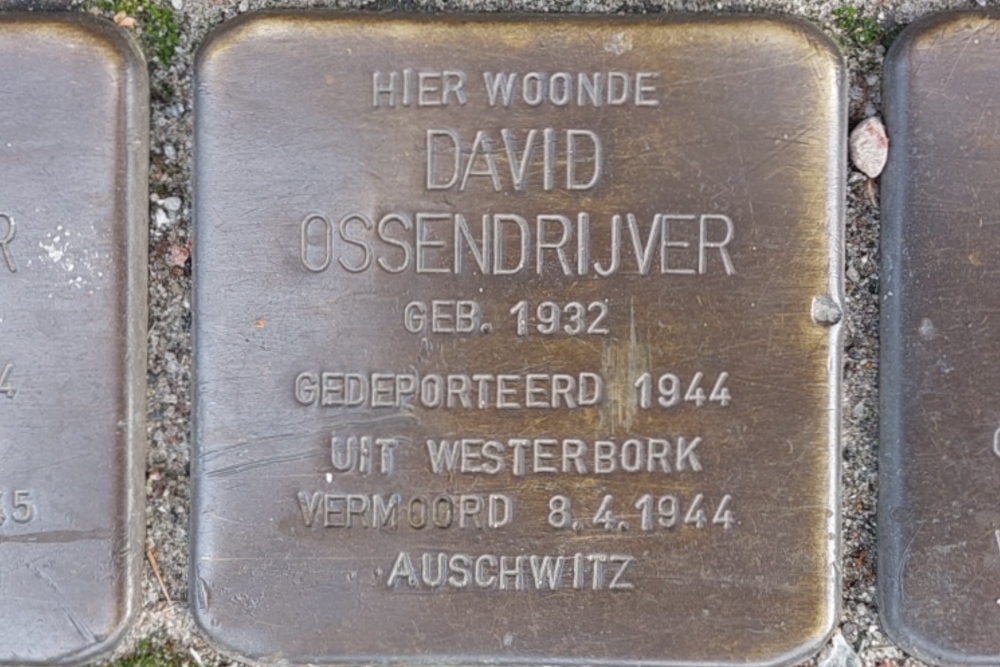 HIER WOONDE
DAVID
OSSENDRIJVER
GEB. 1932
GEDEPORTEERD 1944
UIT WESTERBORK
VERMOORD 8.4.1944
AUSCHWITZ